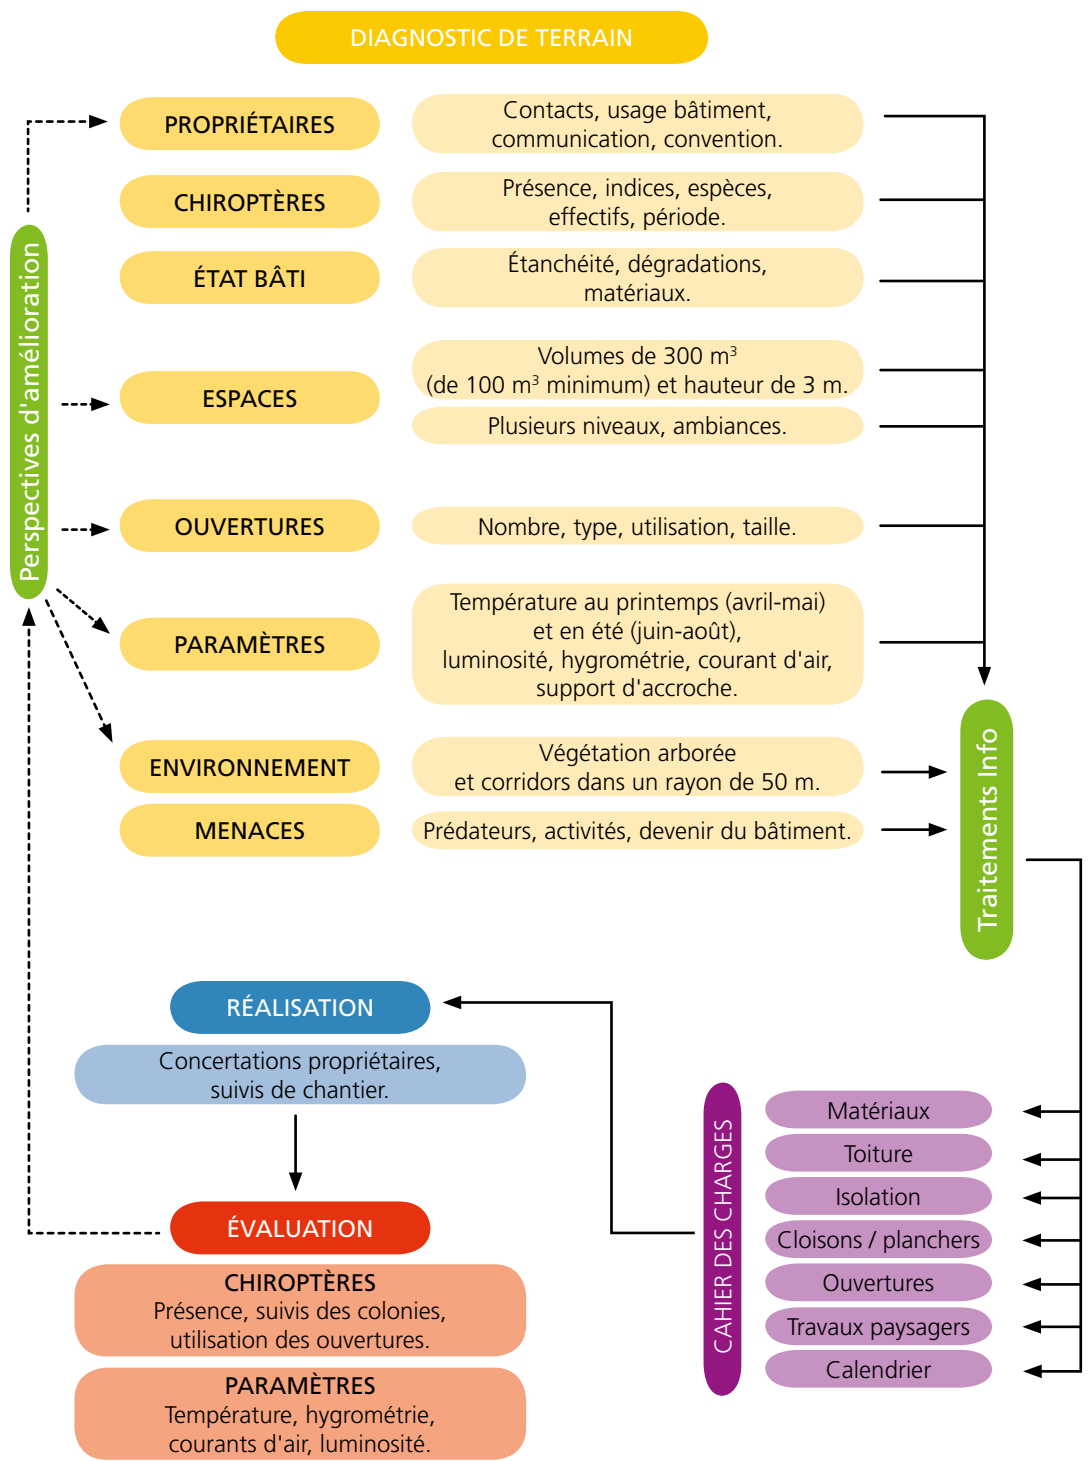 DIAGNOSTIC DE TERRAIN
PROPRIÉTAIRES
Contacts, usage bâtiment,
communication, convention.
CHIROPTÈRES
Présence, indices, espèces,
effectifs, période.
ÉTAT BÂTI
Étanchéité, dégradations,
matériaux.
Perspectives d'amélioration
ESPACES
Volumes de 300 m³
(de 100 m³ minimum) et hauteur de 3 m.
Plusieurs niveaux, ambiances.
OUVERTURES
Nombre, type, utilisation, taille.
PARAMÈTRES
Température au printemps (avril-mai)
et en été (juin-août),
luminosité, hygrométrie, courant d'air,
support d'accroche.
ENVIRONNEMENT
Végétation arborée
et corridors dans un rayon de 50 m.
MENACES
Prédateurs, activités, devenir du bâtiment.
Traitements Info
RÉALISATION
Concertations propriétaires,
suivis de chantier.
ÉVALUATION
CHIROPTÈRES
Présence, suivis des colonies,
utilisation des ouvertures.
PARAMÈTRES
Température, hygrométrie,
courants d'air, luminosité.
CAHIER DES CHARGES
Matériaux
Toiture
Isolation
Cloisons / planchers
Ouvertures
Travaux paysagers
Calendrier